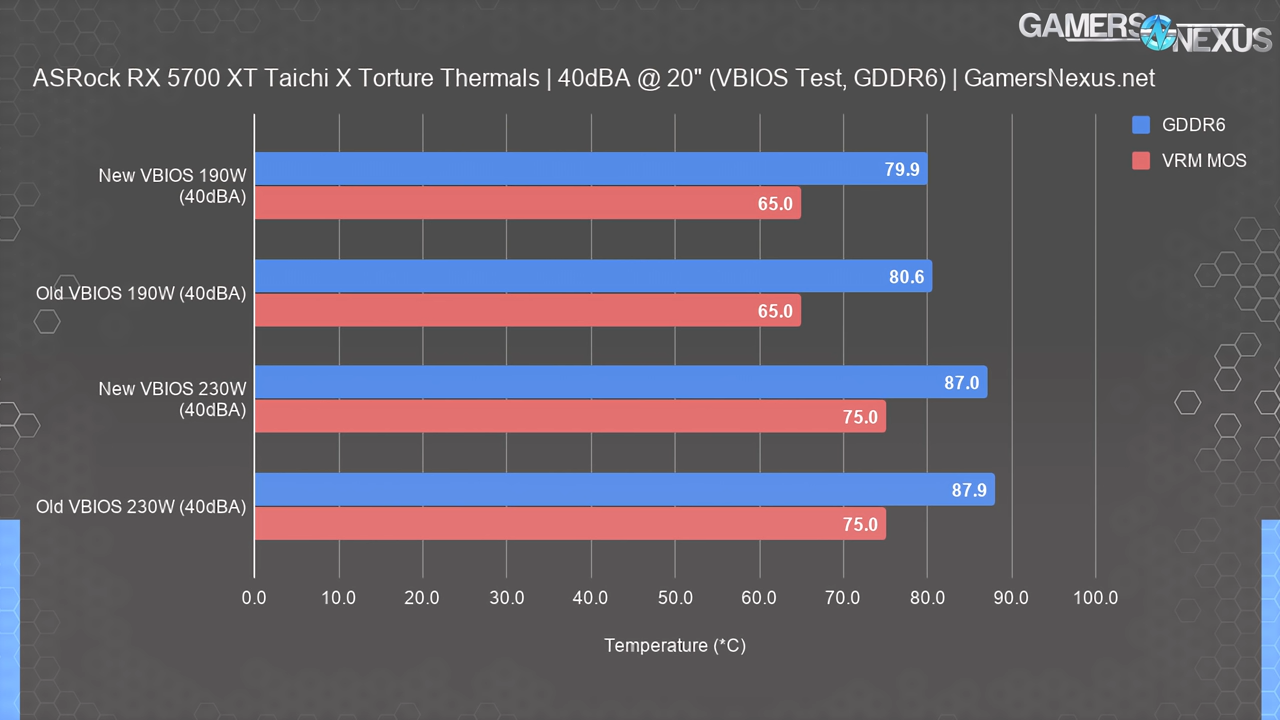 GAMERS NEXUS
ASRock RX 5700 XT Taichi X Torture Thermals | 40dBA @ 20" (VBIOS Test, GDDR6) | GamersNexus.net
GDDR6
VRM MOS
New VBIOS 190W
(40dBA)
79.9
65.0
Old VBIOS 190W (40dBA)
80.6
65.0
New VBIOS 230W
(40dBA)
87.0
75.0
Old VBIOS 230W (40dBA)
87.9
75.0
0.0 10.0 20.0 30.0 40.0 50.0 60.0 70.0 80.0 90.0 100.0
Temperature (*C)